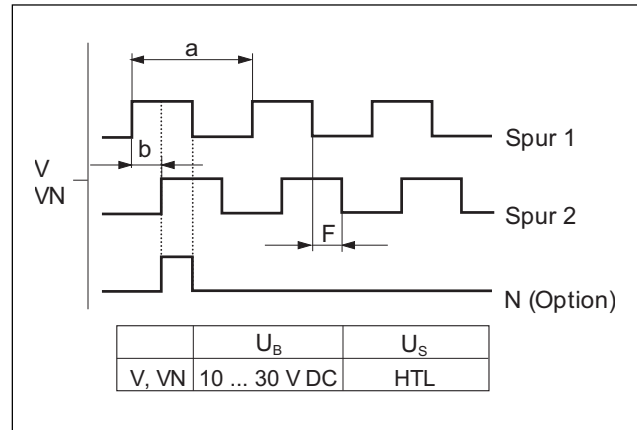 a
Spur 1
b
V
VN
Spur 2
F
N (Option)
U_B U_S
V, VN 10 ... 30 V DC HTL